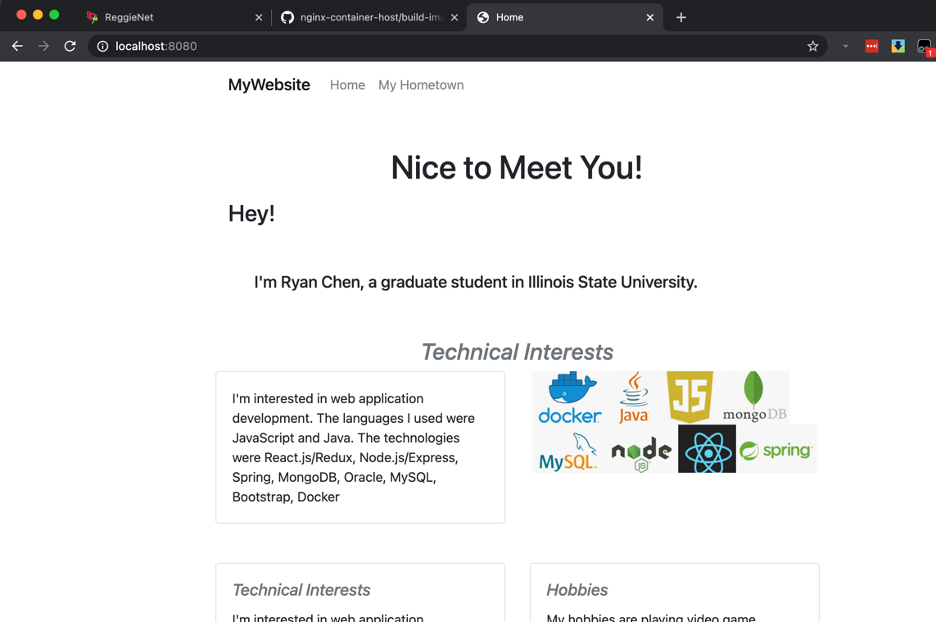 ReggieNet
nginx-container-host/build-ima
Home
localhost:8080
1
MyWebsite Home My Hometown
Nice to Meet You!
Hey!
I'm Ryan Chen, a graduate student in Illinois State University.
Technical Interests
I'm interested in web application
development. The languages I used were
JavaScript and Java. The technologies
were React.js/Redux, Node.js/Express,
Spring, MongoDB, Oracle, MySQL,
Bootstrap, Docker
docker
Java
JS
mongoDB
MySQL
node
JS
spring
Technical Interests
I'm interested in web application
Hobbies
My hobbies are playing video game